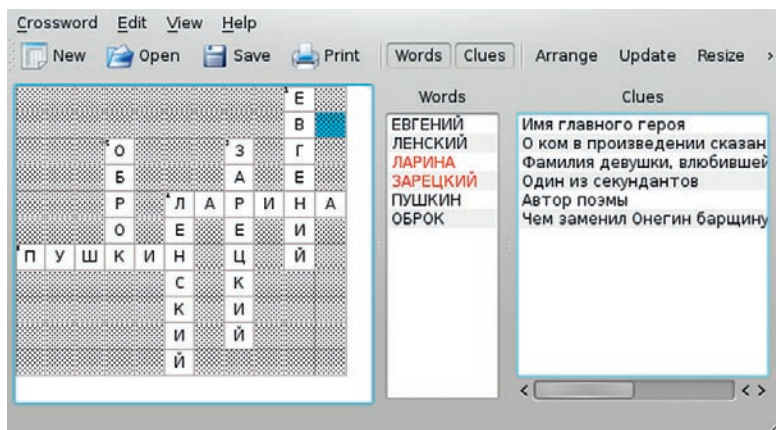 Crossword Edit View Help
New Open Save Print Words Clues Arrange Update Resize >
Words Clues
ЕВГЕНИЙ Имя главного героя
ЛЕНСКИЙ О ком в произведении сказан
ЛАРИНА Фамилия девушки, влюбившей
ЗАРЕЦКИЙ Один из секундантов
ПУШКИН Автор поэмы
ОБРОК Чем заменил Онегин барщину
Е
В
О З Г
Б А Е
Р Л А Р И Н А
О Е Е И
П У Ш К И Н Ц Й
С К
К И
И Й
Й